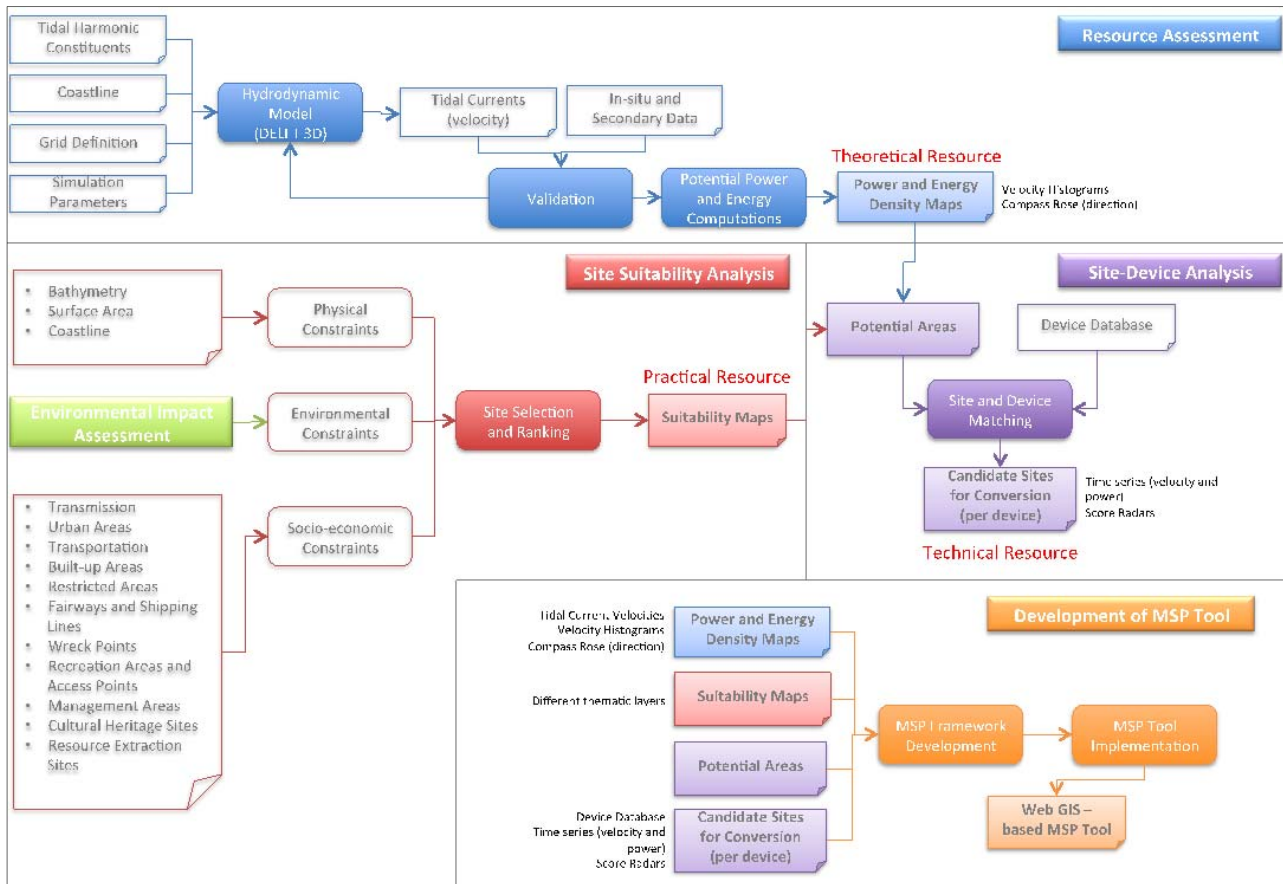 Resource Assessment
Tidal Harmonic
Constituents
Coastline
Grid Definition
Simulation
Parameters
Hydrodynamic
Model
(DELFT 3D)
Tidal Currents
(velocity)
In-situ and
Secondary Data
Validation
Potential Power
and Energy
Computations
Theoretical Resource
Power and Energy
Density Maps
Velocity Histograms
Compass Rose (direction)
Site Suitability Analysis
• Bathymetry
• Surface Area
• Coastline
Physical
Constraints
Environmental Impact
Assessment
Environmental
Constraints
• Transmission
• Urban Areas
• Transportation
• Built-up Areas
• Restricted Areas
• Fairways and Shipping
Lines
• Wreck Points
• Recreation Areas and
Access Points
• Management Areas
• Cultural Heritage Sites
• Resource Extraction
Sites
Socio-economic
Constraints
Site Selection
and Ranking
Practical Resource
Suitability Maps
Site-Device Analysis
Potential Areas
Device Database
Site and Device
Matching
Candidate Sites
for Conversion
(per device)
Time series (velocity and
power)
Score Radars
Technical Resource
Development of MSP Tool
Tidal Current Velocities
Velocity Histograms
Compass Rose (direction)
Power and Energy
Density Maps
Different thematic layers
Suitability Maps
Potential Areas
Device Database
Time series (velocity and
power)
Score Radars
Candidate Sites
for Conversion
(per device)
MSP Framework
Development
MSP Tool
Implementation
Web GIS –
based MSP Tool